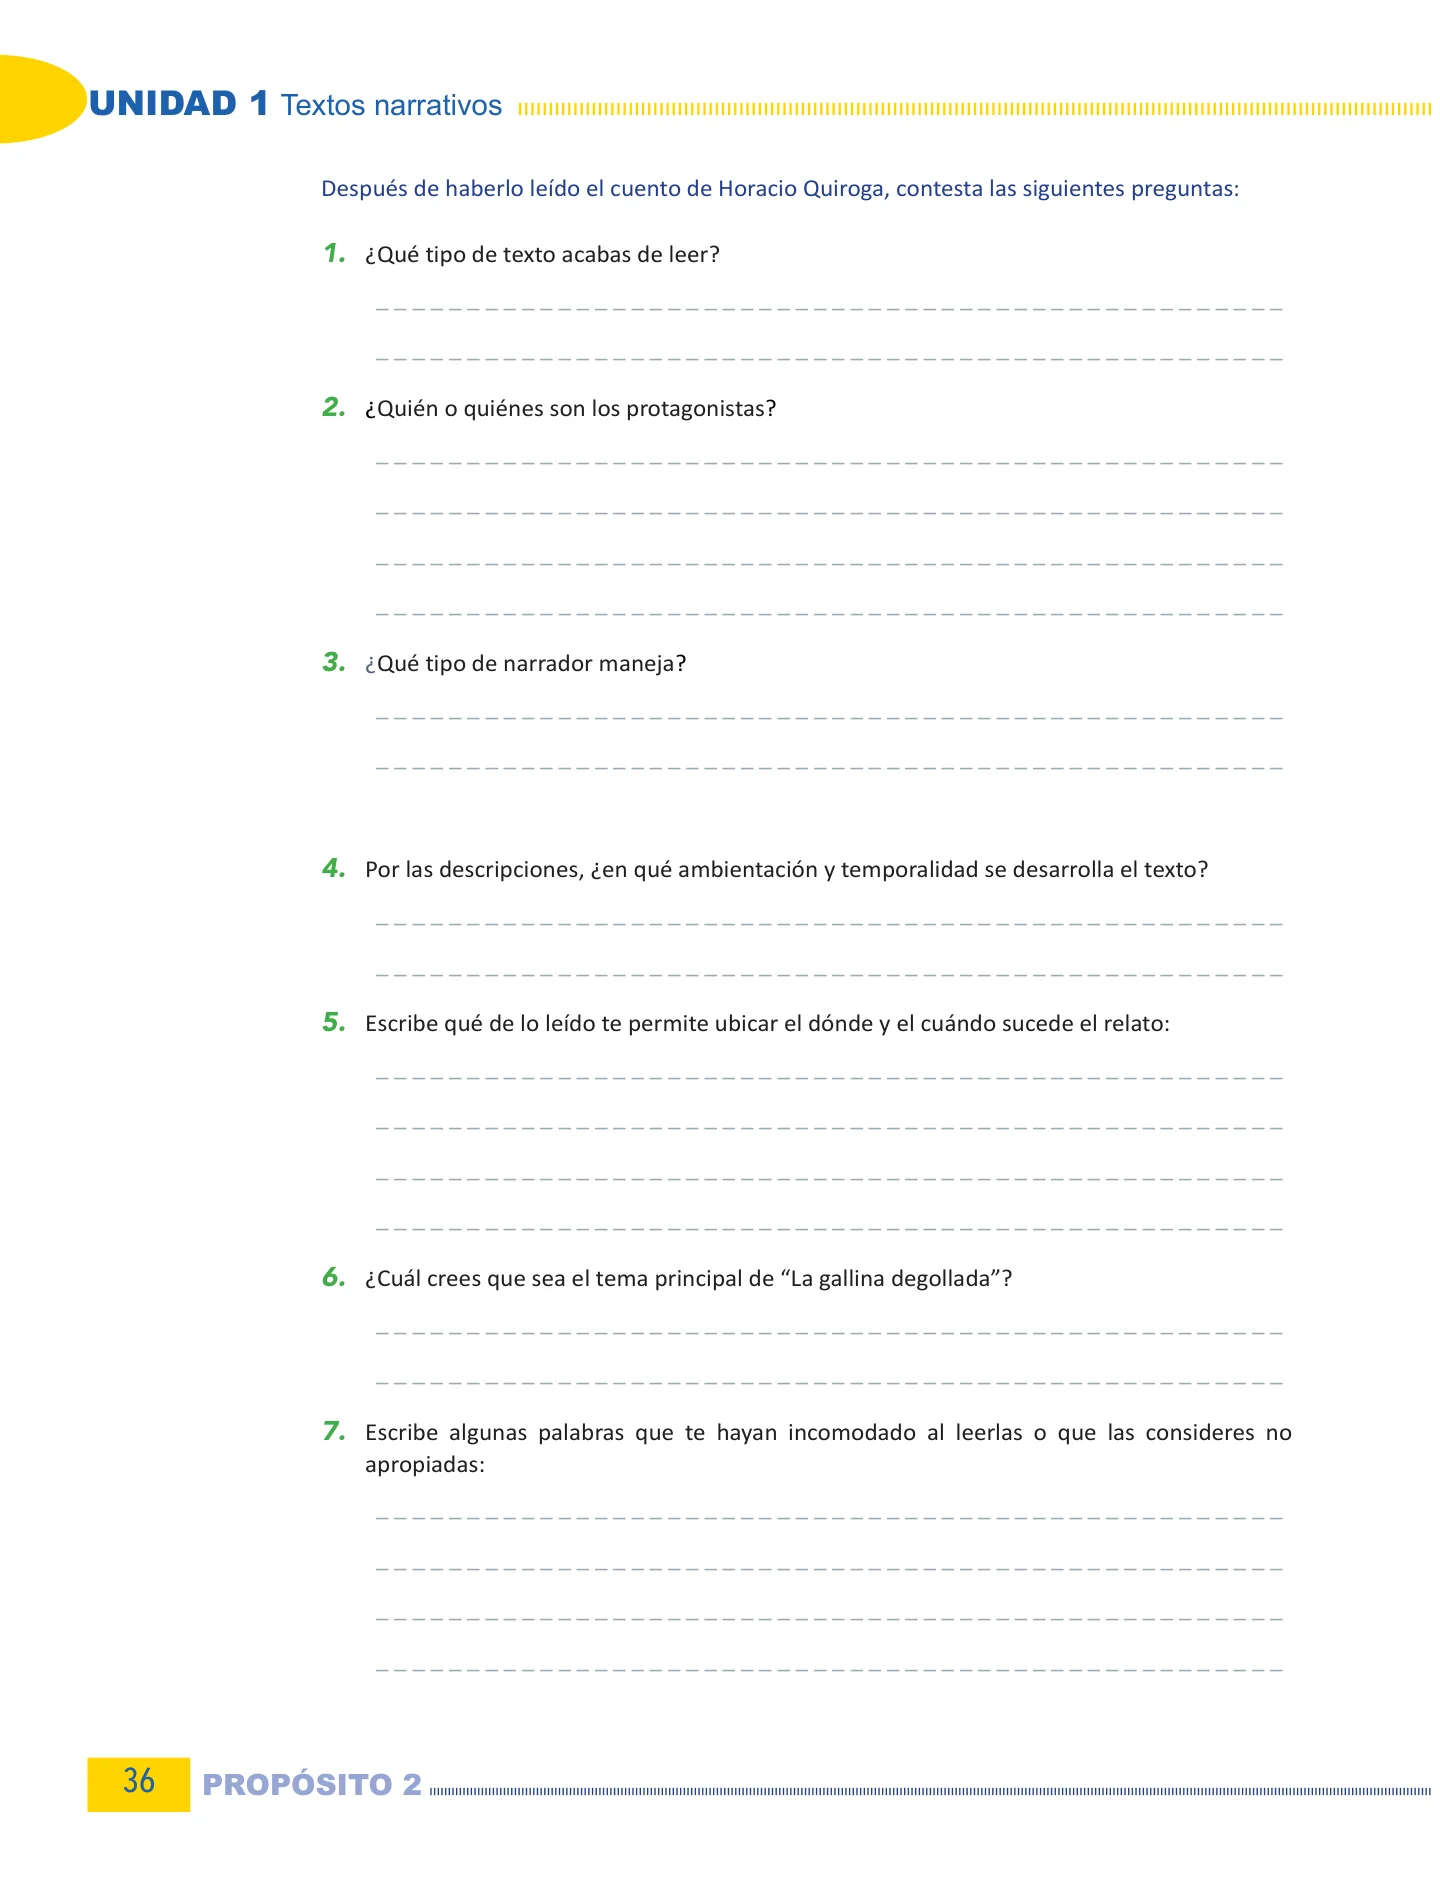 UNIDAD 1 Textos narrativos
Después de haberlo leído el cuento de Horacio Quiroga, contesta las siguientes preguntas:
1. ¿Qué tipo de texto acabas de leer?
2. ¿Quién o quiénes son los protagonistas?
3. ¿Qué tipo de narrador maneja?
4. Por las descripciones, ¿en qué ambientación y temporalidad se desarrolla el texto?
5. Escribe qué de lo leído te permite ubicar el dónde y el cuándo sucede el relato:
6. ¿Cuál crees que sea el tema principal de “La gallina degollada”?
7. Escribe algunas palabras que te hayan incomodado al leerlas o que las consideres no
apropiadas:
36 PROPÓSITO 2